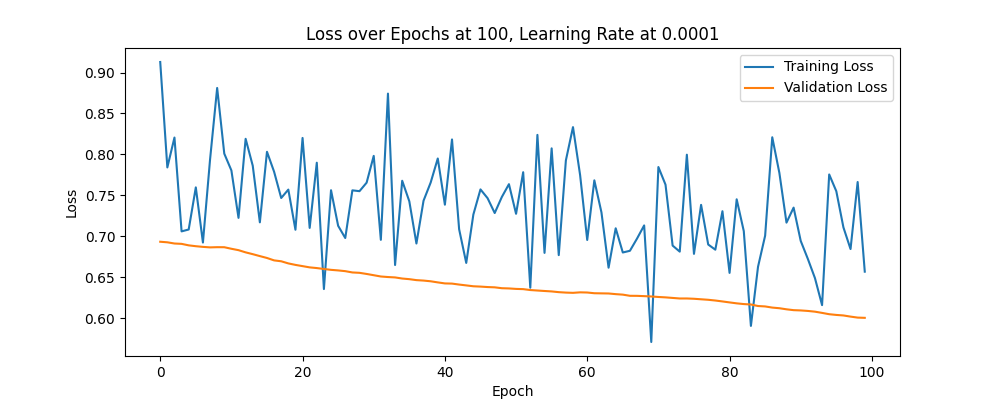 Loss over Epochs at 100, Learning Rate at 0.0001
Training Loss
Validation Loss
0.90
0.85
0.80
0.75
0.70
0.65
0.60
Loss
0
20
40
60
80
100
Epoch